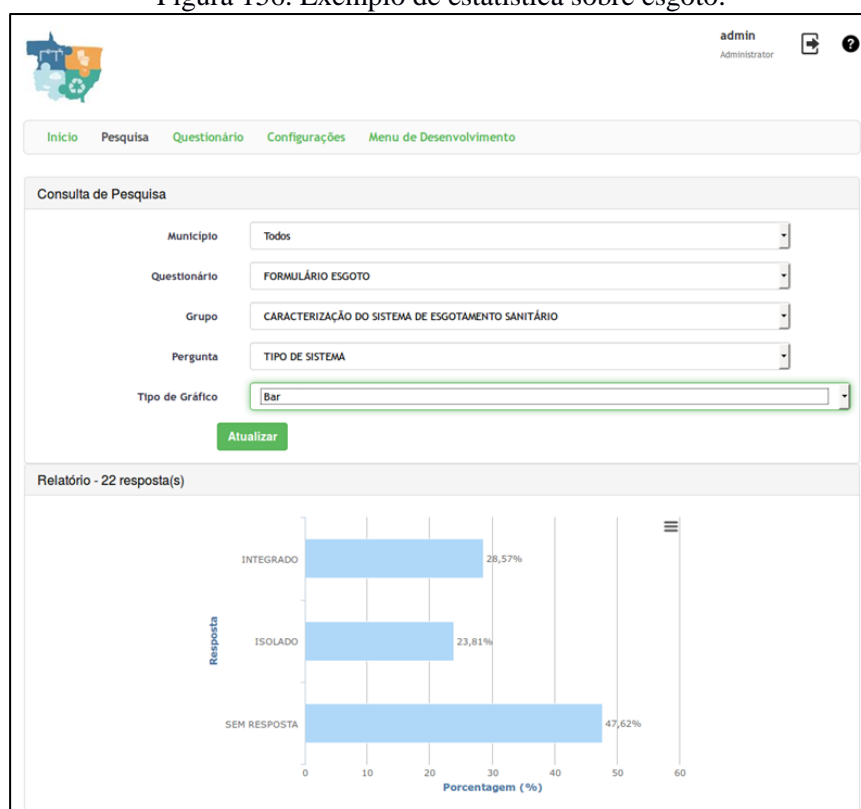 Figura 156. Exemplo de estatística sobre esgoto.
admin
Administrator
Início Pesquisa Questionário Configurações Menu de Desenvolvimento
Consulta de Pesquisa
Município Todos
Questionário FORMULÁRIO ESGOTO
Grupo CARACTERIZAÇÃO DO SISTEMA DE ESGOTAMENTO SANITÁRIO
Pergunta TIPO DE SISTEMA
Tipo de Gráfico Bar
Atualizar
Relatório - 22 resposta(s)
INTEGRADO 28,57%
Resposta
ISOLADO 23,81%
SEM RESPOSTA 47,62%
0 10 20 30 40 50 60
Porcentagem (%)